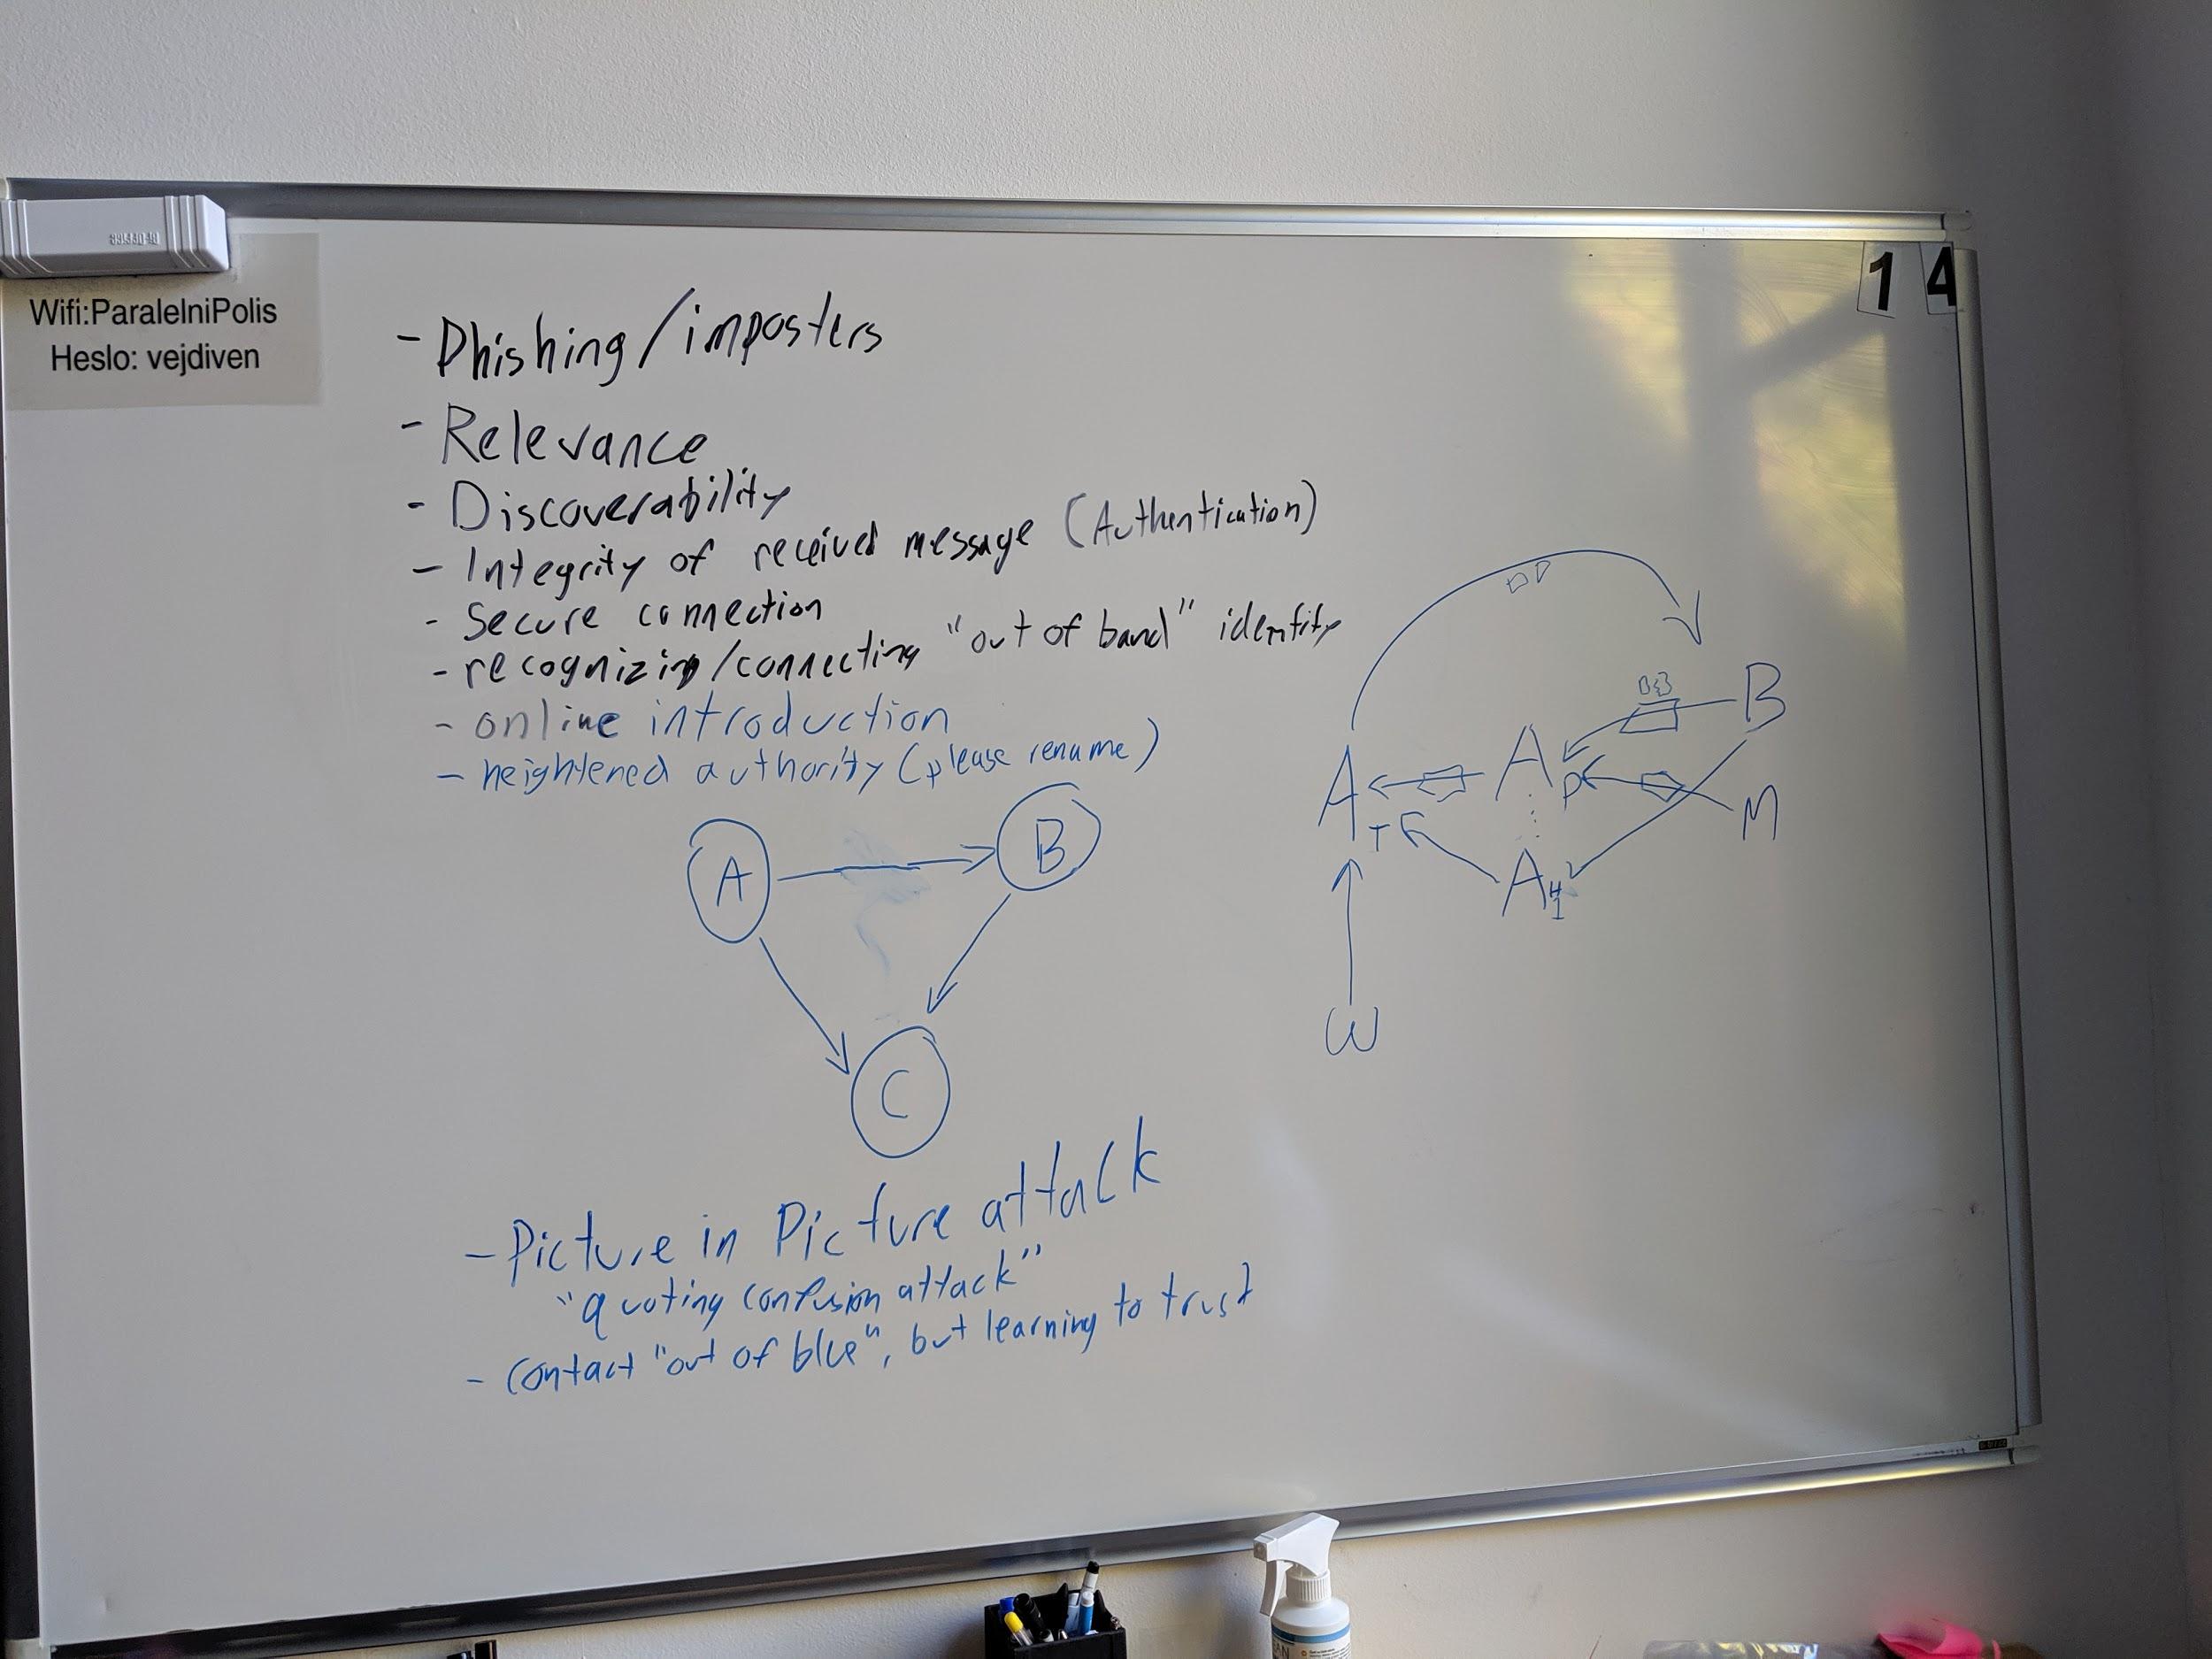 Wifi:ParalelniPolis
Heslo: vejdiven
1 4
- Phishing/imposters
- Relevance
- Discoverability
- Integrity of received message (Authentication)
- Secure connection
- recognizing/connecting "out of band" identity
- online introduction
- heightened authority (please rename)
A
B
C
B
A
P
A
T
M
A
W
- Picture in Picture attack
"quoting confusion attack"
- contact "out of blue", but learning to trust